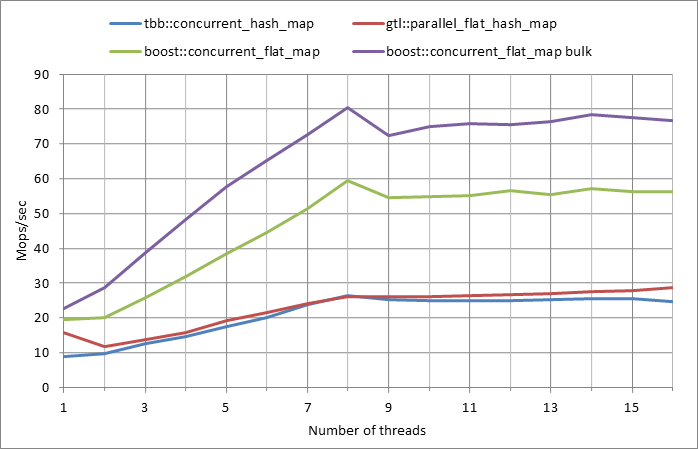 tbb::concurrent_hash_map gtl::parallel_flat_hash_map
boost::concurrent_flat_map boost::concurrent_flat_map bulk
90
80
70
60
50
40
30
20
10
0
Mops/sec
1 3 5 7 9 11 13 15
Number of threads